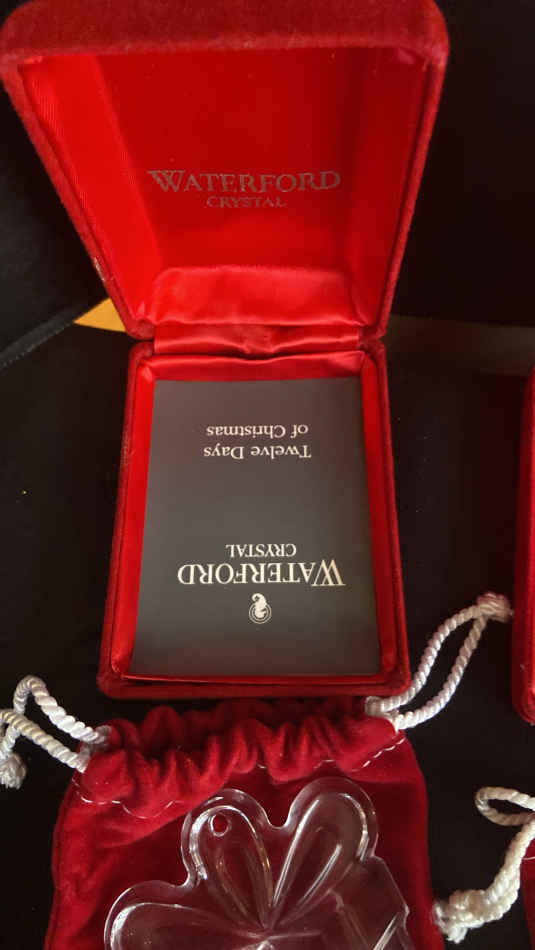 WATERFORD
CRYSTAL
WATERFORD
CRYSTAL
Twelve Days
of Christmas